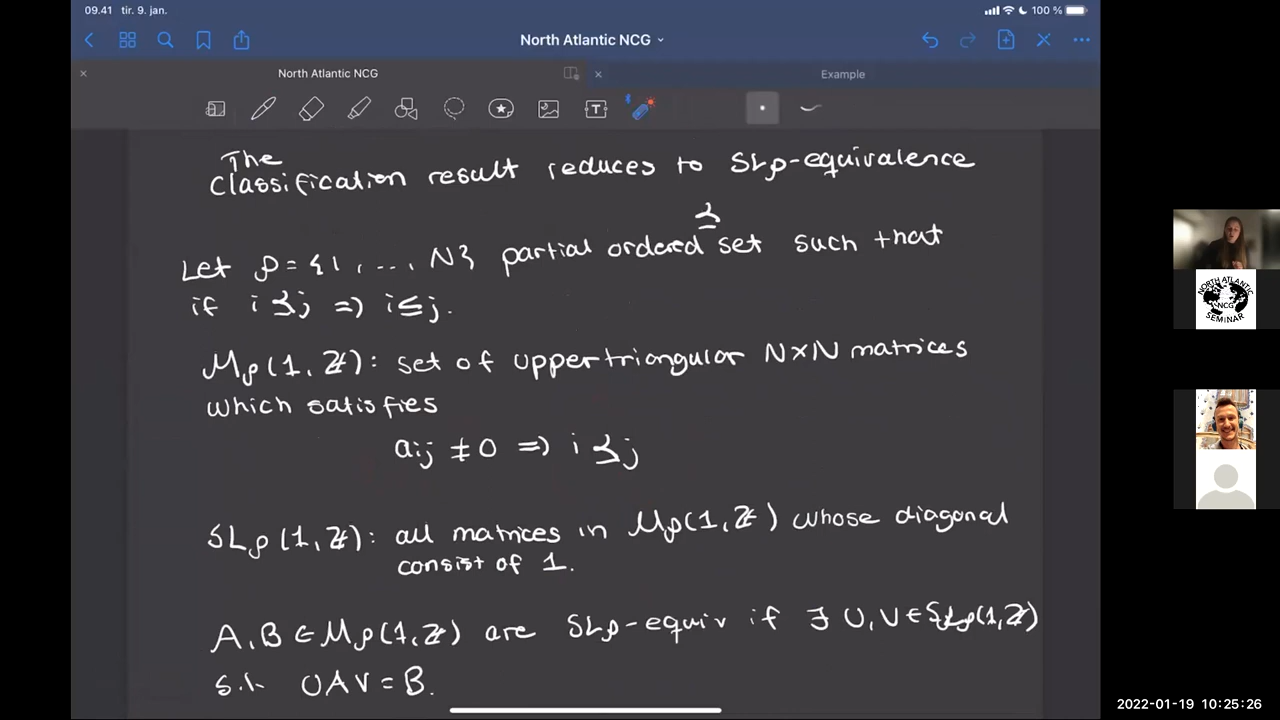 09.41 tir. 9. jan.
100 %
North Atlantic NCG
North Atlantic NCG
Example
The
Classification result reduces to SL𝒫-equivalence
⪯
Let 𝒫 = {1, ..., N} partial ordered set such that
if i ⪯ j => i ≤ j.
M𝒫(1, ℤ): set of uppertriangular N×N matrices
which satisfies
aij ≠ 0 => i ⪯ j
SL𝒫(1, ℤ): all matrices in M𝒫(1, ℤ) whose diagonal
consist of 1.
A, B ∈ M𝒫(1, ℤ) are SL𝒫-equiv if ∃ U, V ∈ SL𝒫(1, ℤ)
s.t. UAV = B.
NORTH ATLANTIC
NCG
SEMINAR
2022-01-19 10:25:26